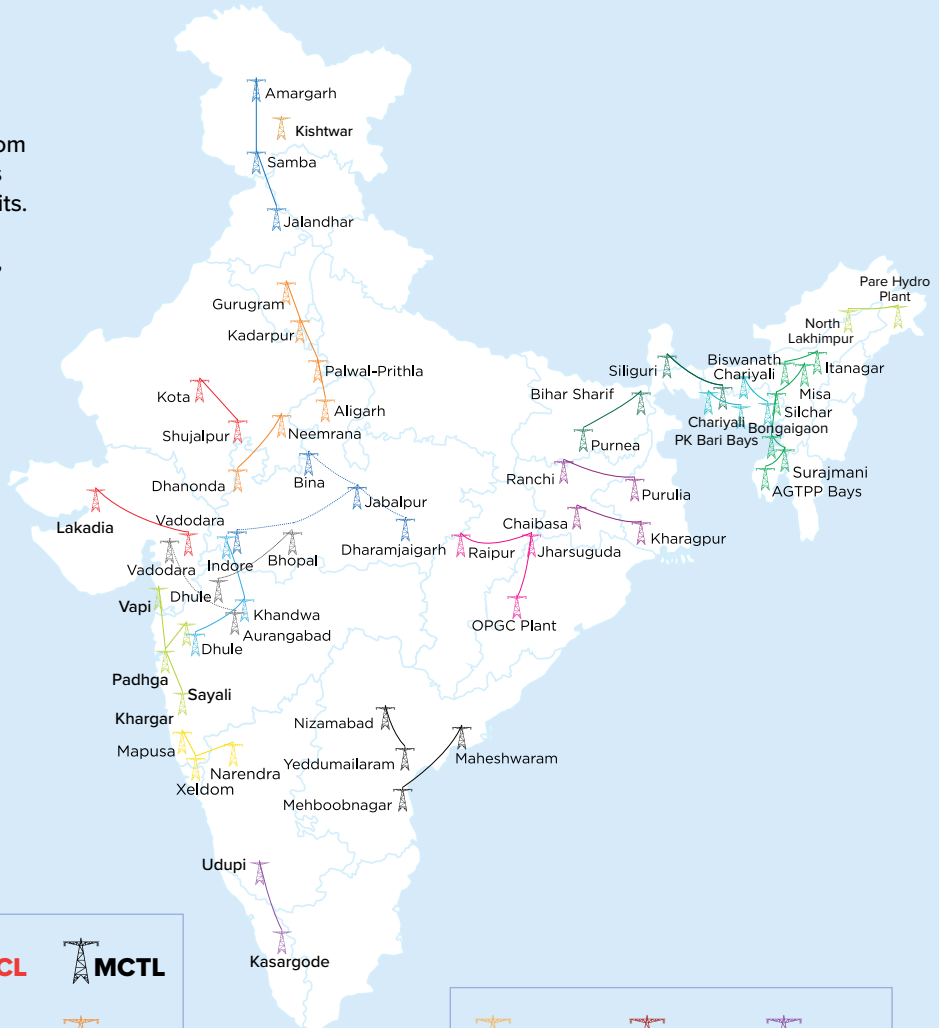 om
s
its.
,
Amargarh
Kishtwar
Samba
Jalandhar
Gurugram
Kadarpur
Palwal-Prithla
Aligarh
Kota
Shujalpur
Neemrana
Dhanonda
Bina
Jabalpur
Dharamjaigarh
Lakadia
Vadodara
Vadodara
Indore
Bhopal
Dhule
Khandwa
Aurangabad
Vapi
Dhule
Padhga
Sayali
Khargar
Mapusa
Narendra
Xeldom
Nizamabad
Yeddumailaram
Maheshwaram
Mehboobnagar
Udupi
Kasargode
Pare Hydro
Plant
North
Lakhimpur
Biswanath
Chariyali
Itanagar
Misa
Siliguri
Silchar
Chariyali
Bongaigaon
PK Bari Bays
Surajmani
AGTPP Bays
Bihar Sharif
Purnea
Ranchi
Purulia
Chaibasa
Kharagpur
Raipur
Jharsuguda
OPGC Plant
CL
MCTL